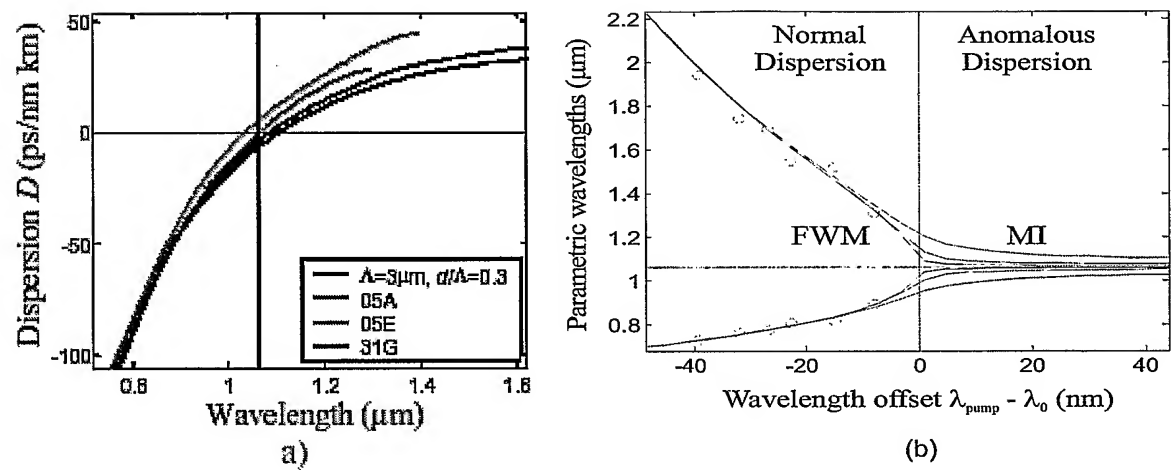 50
0
-50
-100
0.8
1
1.2
1.4
1.6
Dispersion D (ps/nm km)
Wavelength (μm)
Λ=3μm, d/Λ=0.3
05A
05E
31G
a)
2.2
2
1.8
1.6
1.4
1.2
1
0.8
-40
-20
0
20
40
Parametric wavelengths (μm)
Normal
Dispersion
Anomalous
Dispersion
FWM
MI
Wavelength offset λpump - λ0 (nm)
(b)